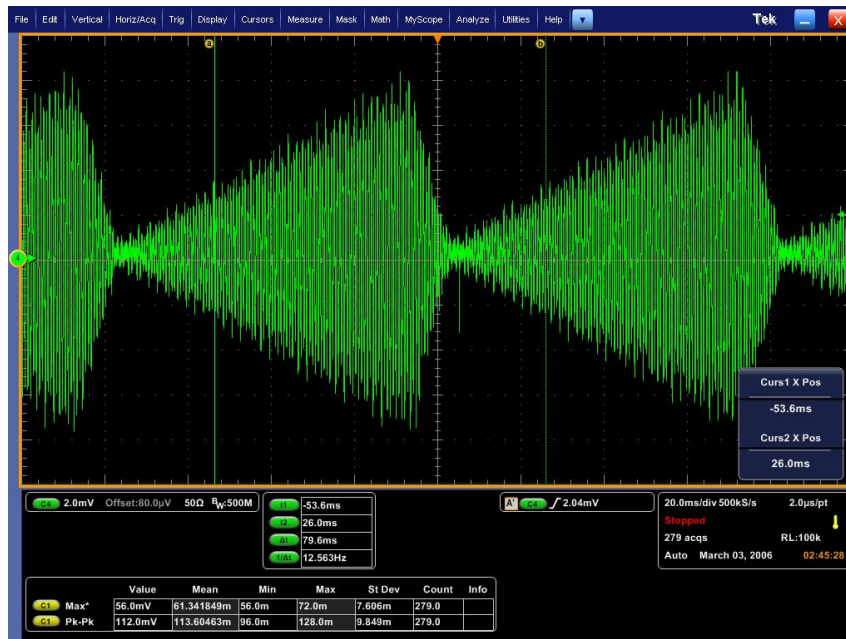 File Edit Vertical Horiz/Acq Trig Display Cursors Measure Mask Math MyScope Analyze Utilities Help Tek X
a b
4
Curs1 X Pos
-53.6ms
Curs2 X Pos
26.0ms
C4 2.0mV Offset:80.0µV 50Ω BW:500M
t1 -53.6ms
t2 26.0ms
Δt 79.6ms
1/Δt 12.563Hz
A' C4 2.04mV
20.0ms/div 500kS/s 2.0µs/pt
Stopped
279 acqs RL:100k
Auto March 03, 2006 02:45:28
Value Mean Min Max St Dev Count Info
C1 Max* 56.0mV 61.341849m 56.0m 72.0m 7.606m 279.0
C1 Pk-Pk 112.0mV 113.60463m 96.0m 128.0m 9.849m 279.0